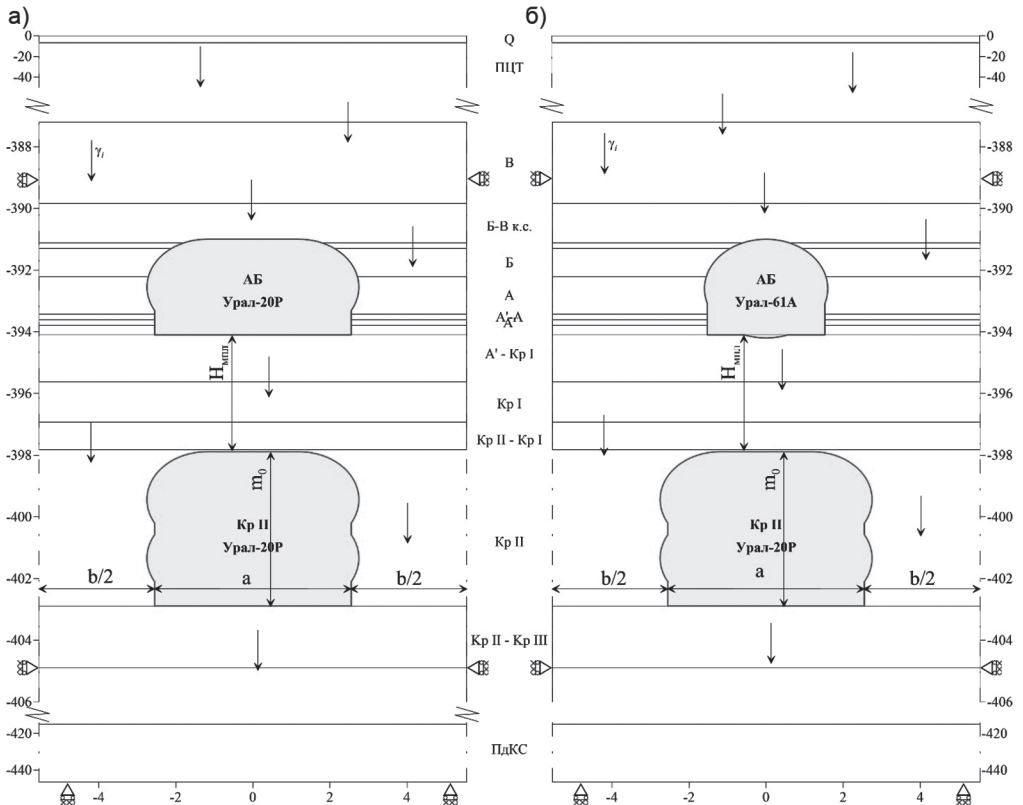 а)
б)
0
-20
-40
-388
-390
-392
-394
-396
-398
-400
-402
-404
-406
-420
-440
γi
АБ
Урал-20Р
Hмпл
m0
Кр II
Урал-20Р
b/2
a
b/2
-4
-2
0
2
4
Q
ПЦТ
В
Б-В к.с.
Б
А
А'-А
А'
А' - Кр I
Кр I
Кр II - Кр I
Кр II
Кр II - Кр III
ПдКС
γi
АБ
Урал-61А
Hмпл
m0
Кр II
Урал-20Р
b/2
a
b/2
-4
-2
0
2
4
0
-20
-40
-388
-390
-392
-394
-396
-398
-400
-402
-404
-406
-420
-440